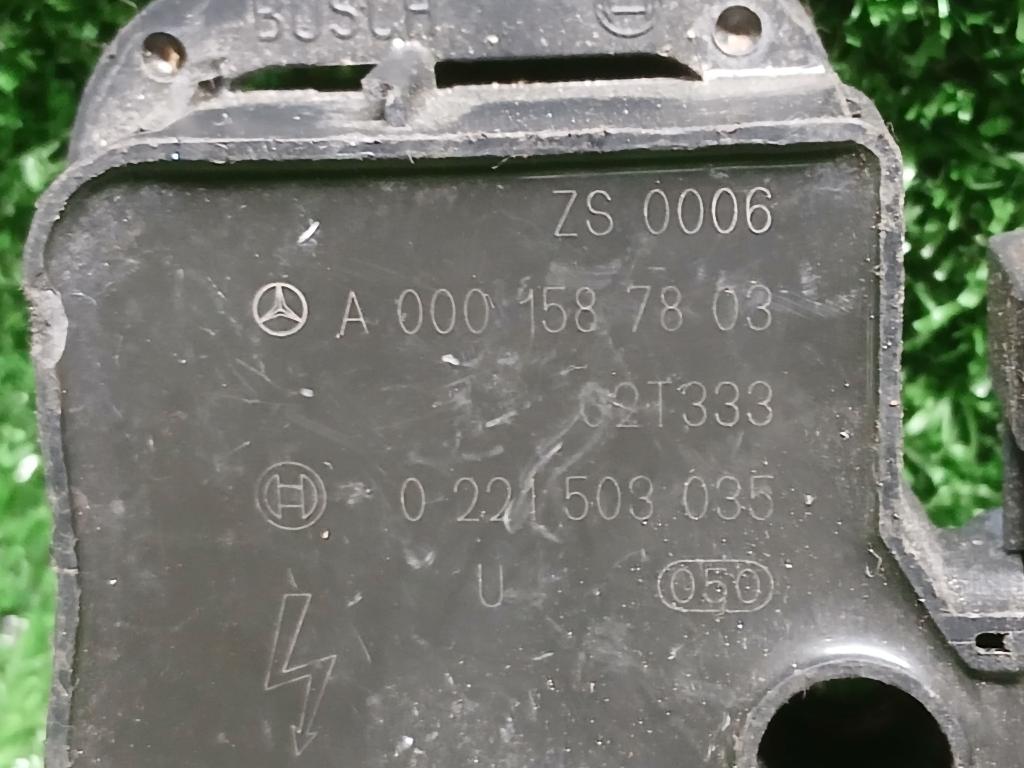 BOSCH
ZS 0006
A 000 158 78 03
02T333
0 221 503 035
U 050